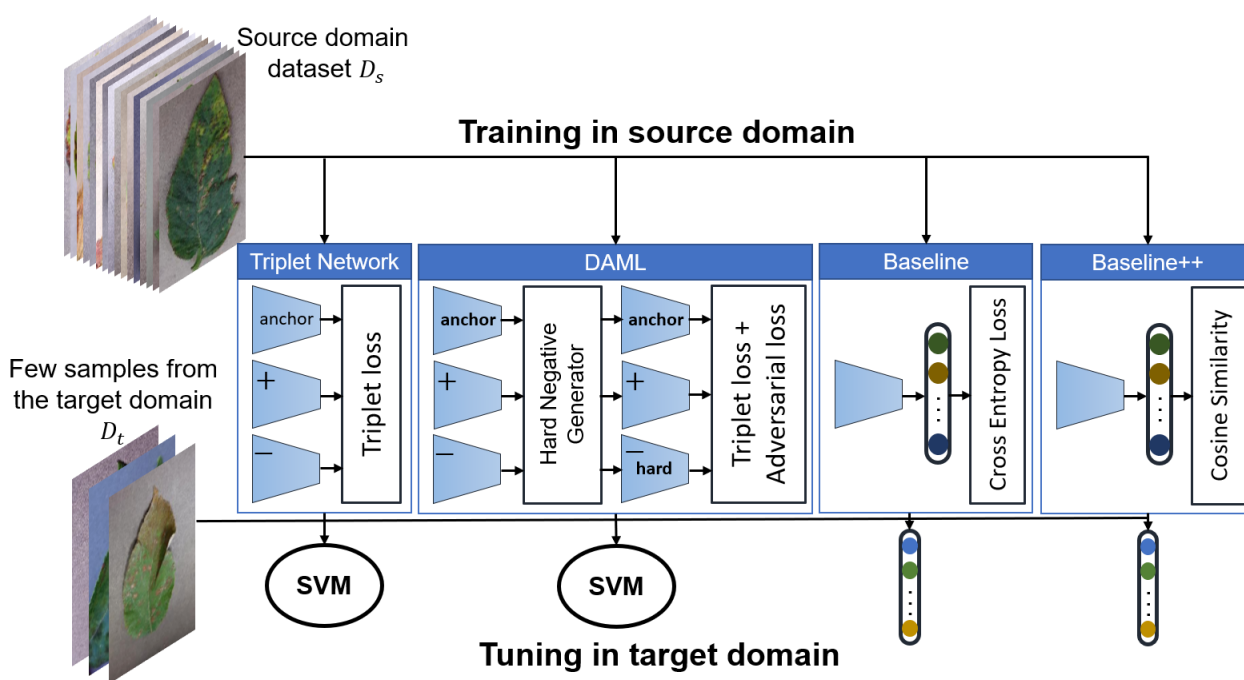 Source domain
dataset D_s
Training in source domain
Triplet Network
DAML
Baseline
Baseline++
anchor
+
−
Triplet loss
anchor
+
−
Hard Negative
Generator
anchor
+
−
hard
Triplet loss +
Adversarial loss
Cross Entropy Loss
Cosine Similarity
Few samples from
the target domain
D_t
SVM
SVM
Tuning in target domain